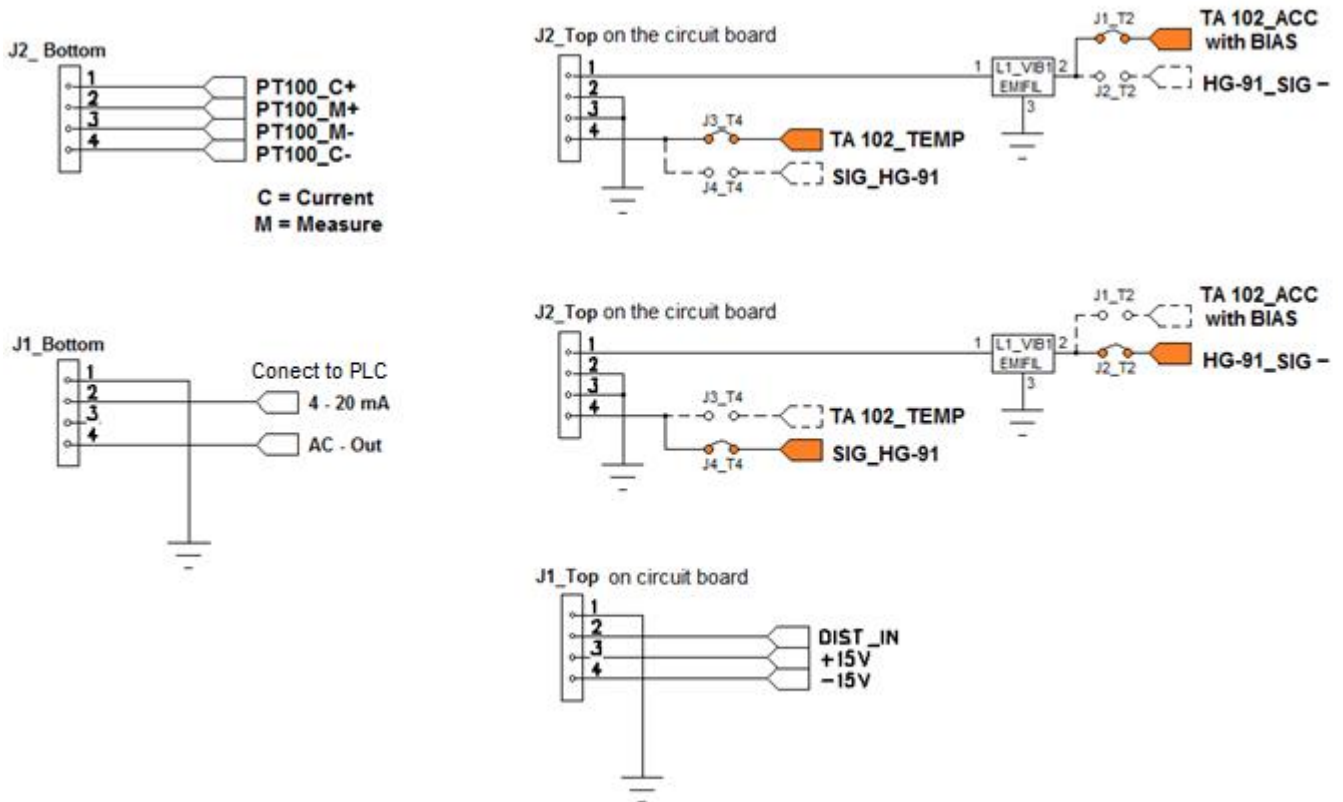 J2_ Bottom
1
2
3
4
PT100_C+
PT100_M+
PT100_M-
PT100_C-
C = Current
M = Measure
J2_Top on the circuit board
1
2
3
4
J3_T4
TA 102_TEMP
J4_T4
SIG_HG-91
1 L1_VIB1 2
EMIFIL
3
J1_T2
TA 102_ACC
with BIAS
J2_T2
HG-91_SIG –
J1_Bottom
1
2
3
4
Conect to PLC
4 - 20 mA
AC - Out
J2_Top on the circuit board
1
2
3
4
J3_T4
TA 102_TEMP
J4_T4
SIG_HG-91
1 L1_VIB1 2
EMIFIL
3
J1_T2
TA 102_ACC
with BIAS
J2_T2
HG-91_SIG –
J1_Top on circuit board
1
2
3
4
DIST_IN
+15V
–15V